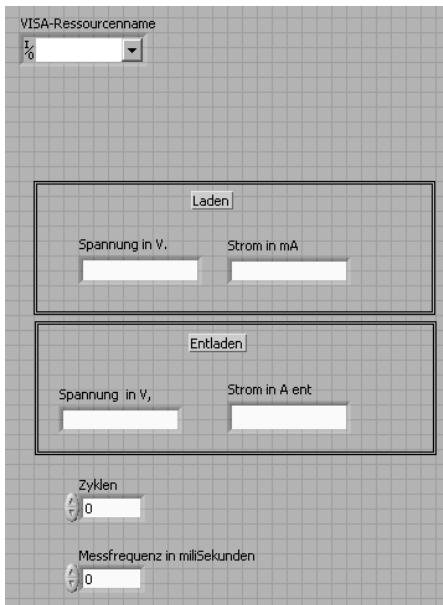 VISA-Ressourcenname
I/O
Laden
Spannung in V.
Strom in mA
Entladen
Spannung in V,
Strom in A ent
Zyklen
0
Messfrequenz in miliSekunden
0